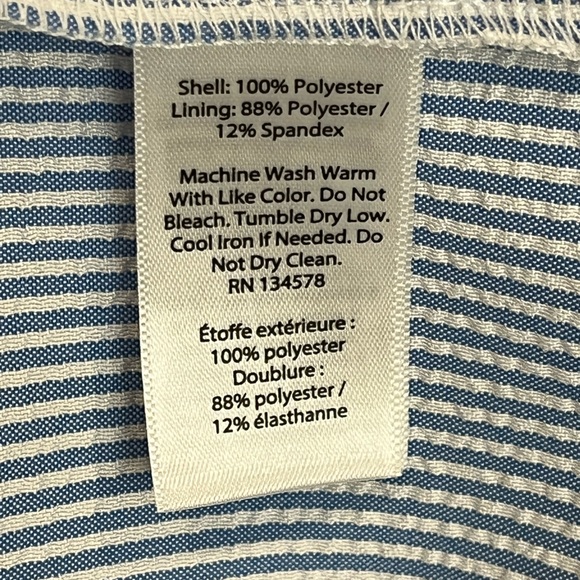 Shell: 100% Polyester
Lining: 88% Polyester /
12% Spandex
Machine Wash Warm
With Like Color. Do Not
Bleach. Tumble Dry Low.
Cool Iron If Needed. Do
Not Dry Clean.
RN 134578
Étoffe extérieure :
100% polyester
Doublure :
88% polyester /
12% élasthanne